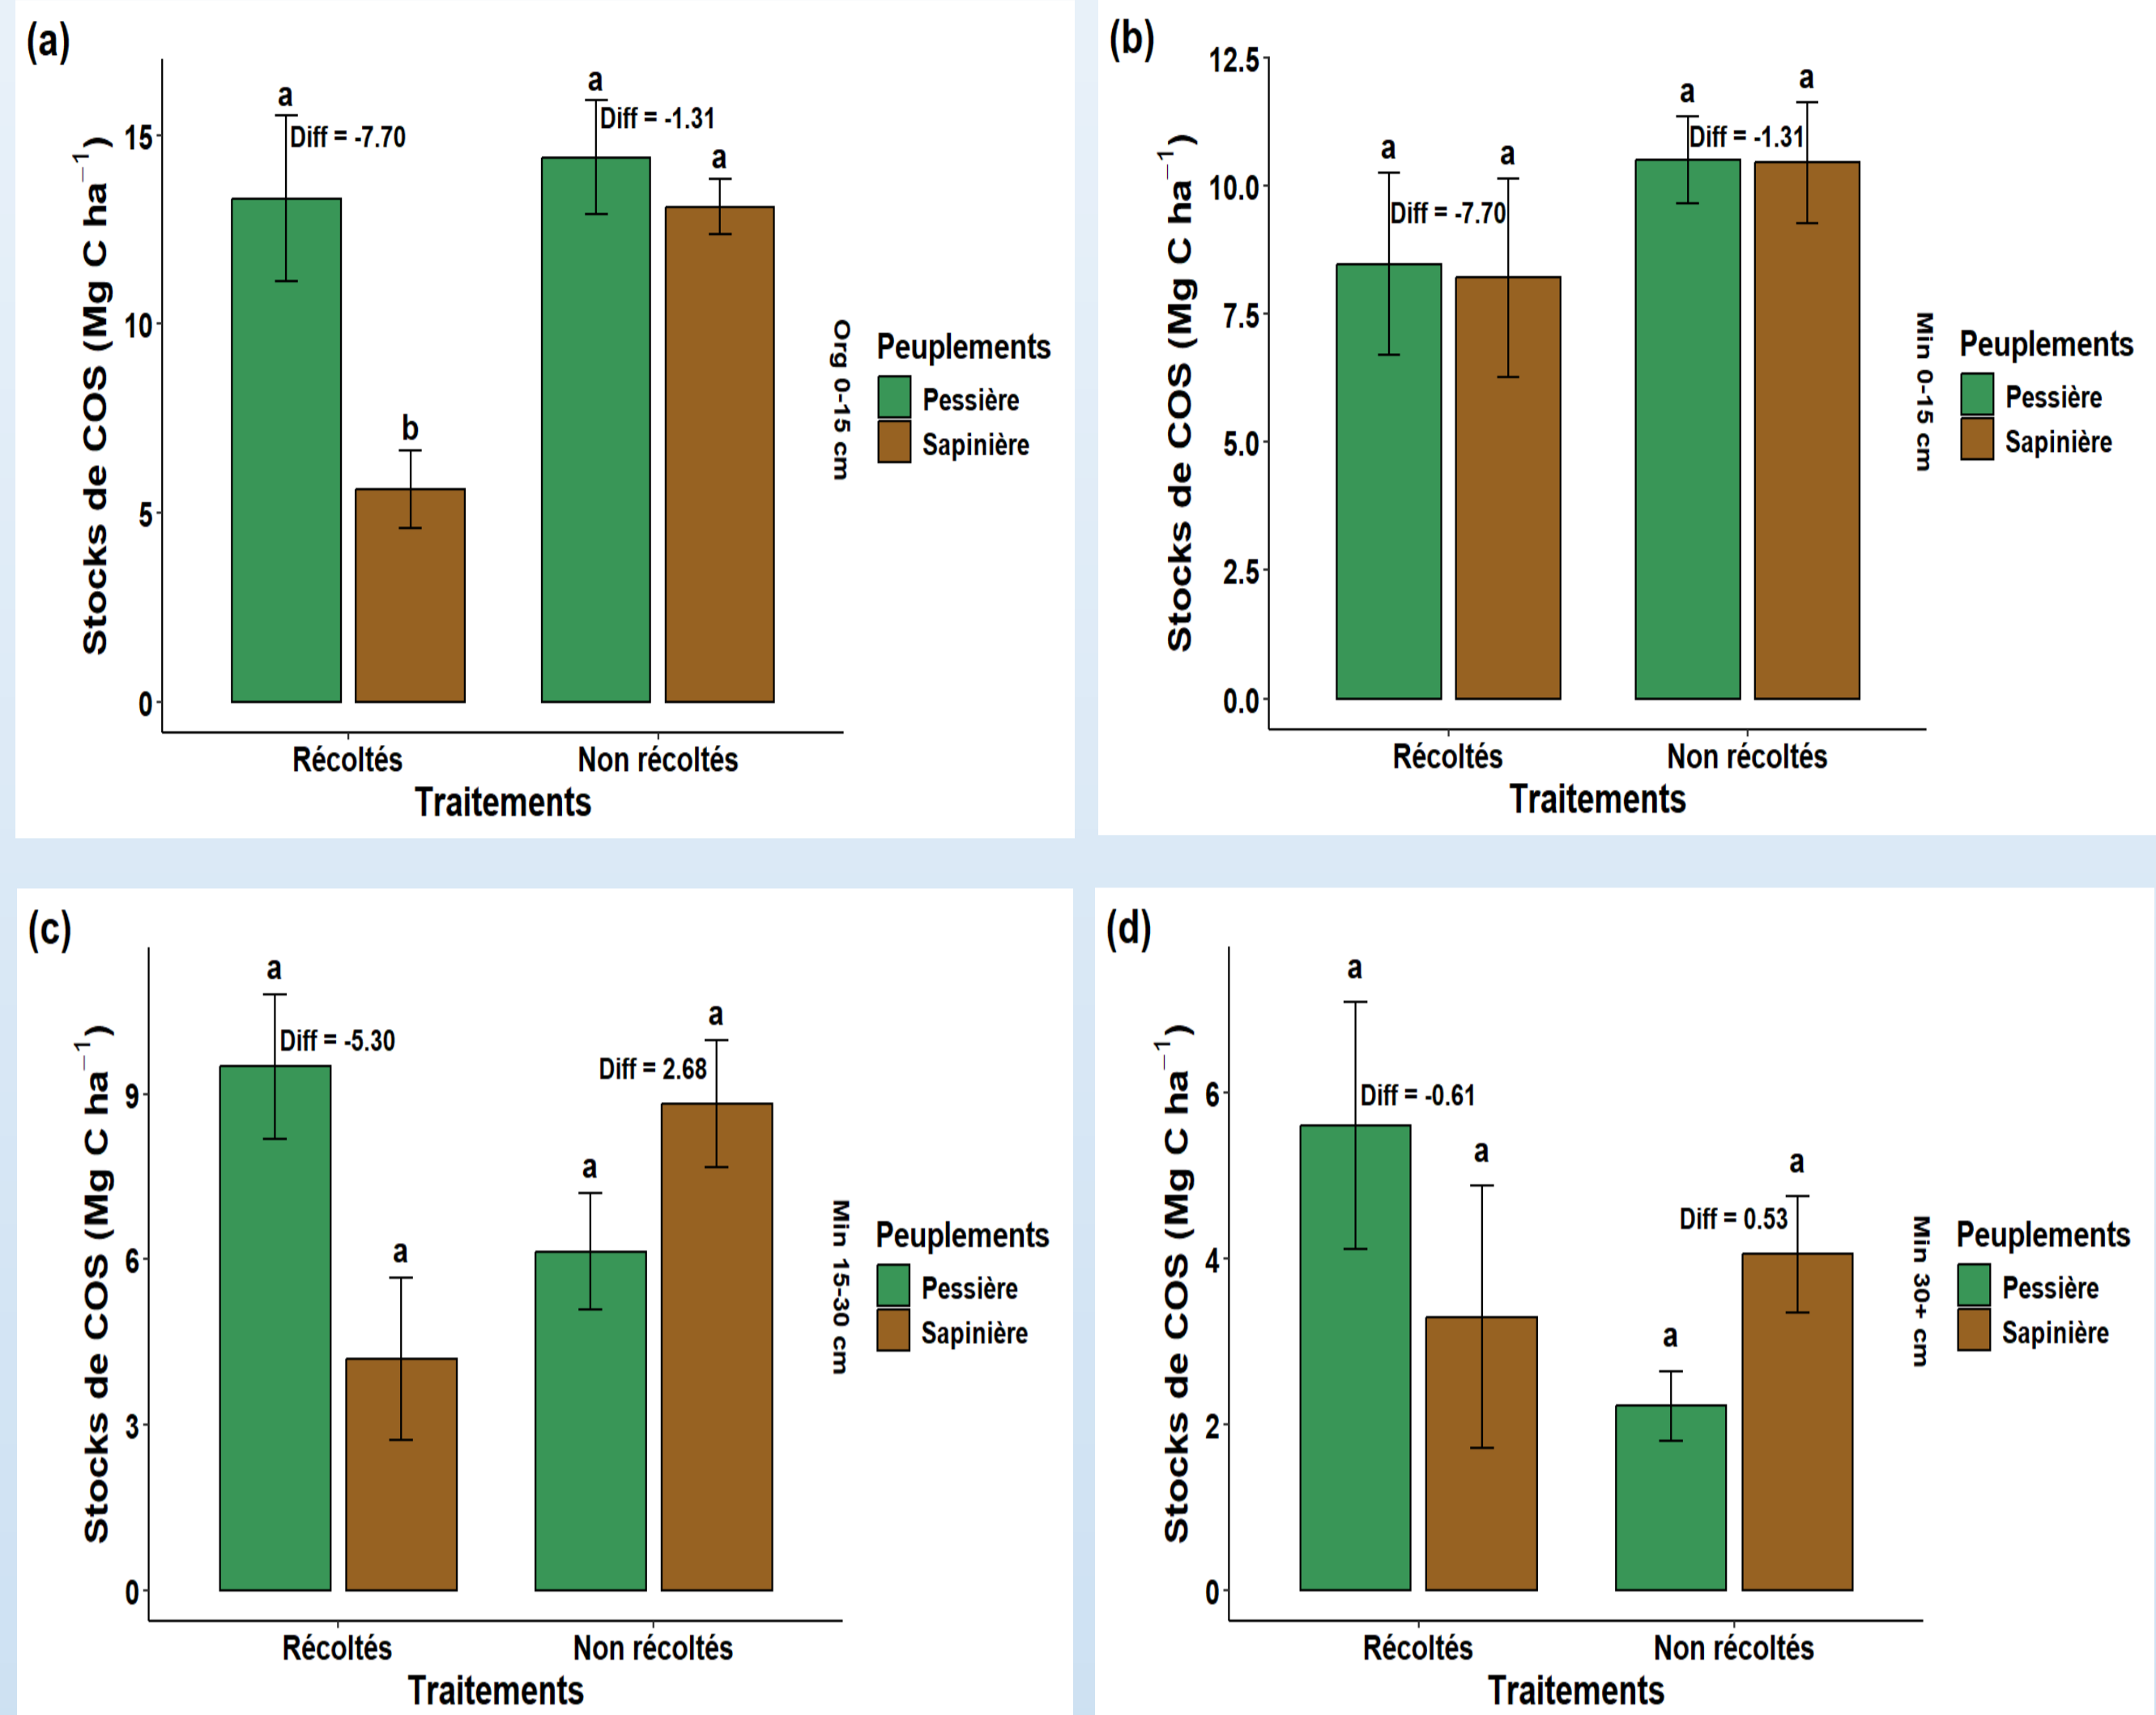 (a)
Stocks de COS (Mg C ha⁻¹)
15
10
5
0
a
Diff = -7.70
b
a
Diff = -1.31
a
Récoltés
Non récoltés
Traitements
Org 0-15 cm
Peuplements
Pessière
Sapinière
(b)
Stocks de COS (Mg C ha⁻¹)
12.5
10.0
7.5
5.0
2.5
0.0
a
Diff = -7.70
a
a
Diff = -1.31
a
Récoltés
Non récoltés
Traitements
Min 0-15 cm
Peuplements
Pessière
Sapinière
(c)
Stocks de COS (Mg C ha⁻¹)
9
6
3
0
a
Diff = -5.30
a
a
Diff = 2.68
a
Récoltés
Non récoltés
Traitements
Min 15-30 cm
Peuplements
Pessière
Sapinière
(d)
Stocks de COS (Mg C ha⁻¹)
6
4
2
0
a
Diff = -0.61
a
a
Diff = 0.53
a
Récoltés
Non récoltés
Traitements
Min 30+ cm
Peuplements
Pessière
Sapinière